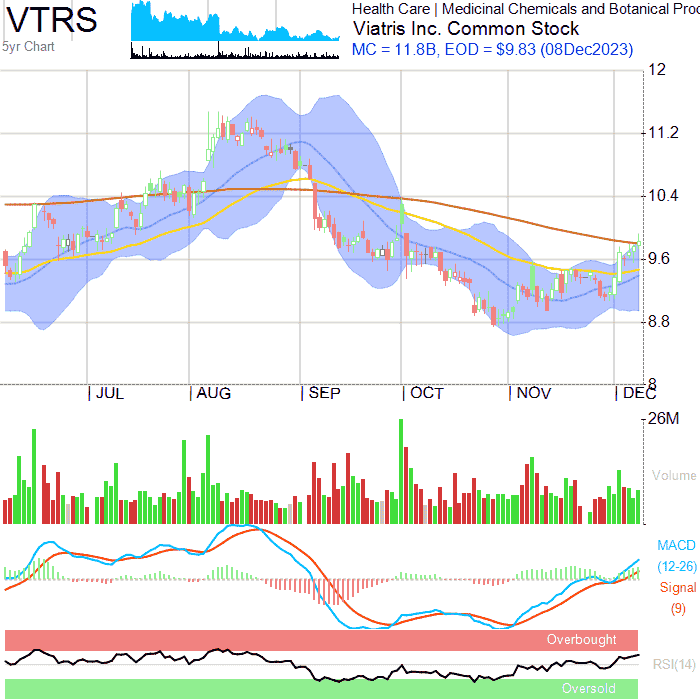 VTRS
5yr Chart
Health Care | Medicinal Chemicals and Botanical Proc
Viatris Inc. Common Stock
MC = 11.8B, EOD = $9.83 (08Dec2023)
12
11.2
10.4
9.6
8.8
8
JUL AUG SEP OCT NOV DEC
26M
Volume
MACD
(12-26)
Signal
(9)
Overbought
RSI(14)
Oversold